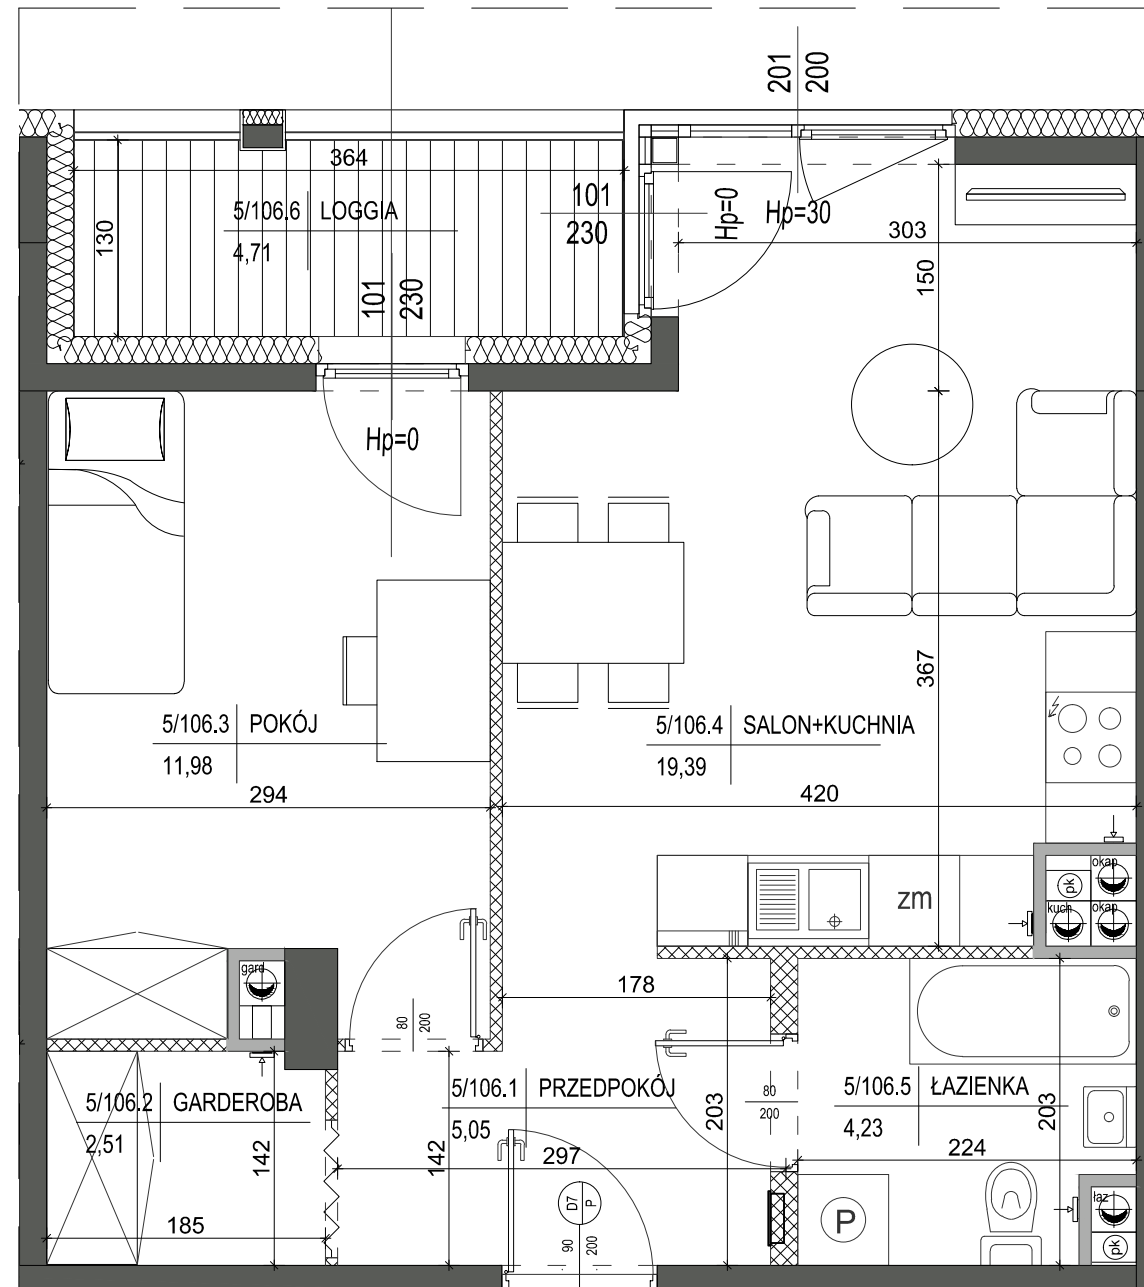 201
200
364
5/106.6 LOGGIA
4,71
130
101
230
101
230
Hp=0
Hp=30
303
150
Hp=0
367
5/106.3 POKÓJ
11,98
294
5/106.4 SALON+KUCHNIA
19,39
420
zm
okap
pk
kuch
okap
gard
178
80
200
5/106.2 GARDEROBA
2,51
142
185
5/106.1 PRZEDPOKÓJ
5,05
142
297
203
80
200
5/106.5 ŁAZIENKA
4,23
203
224
D7
P
90
200
P
łaz
pk